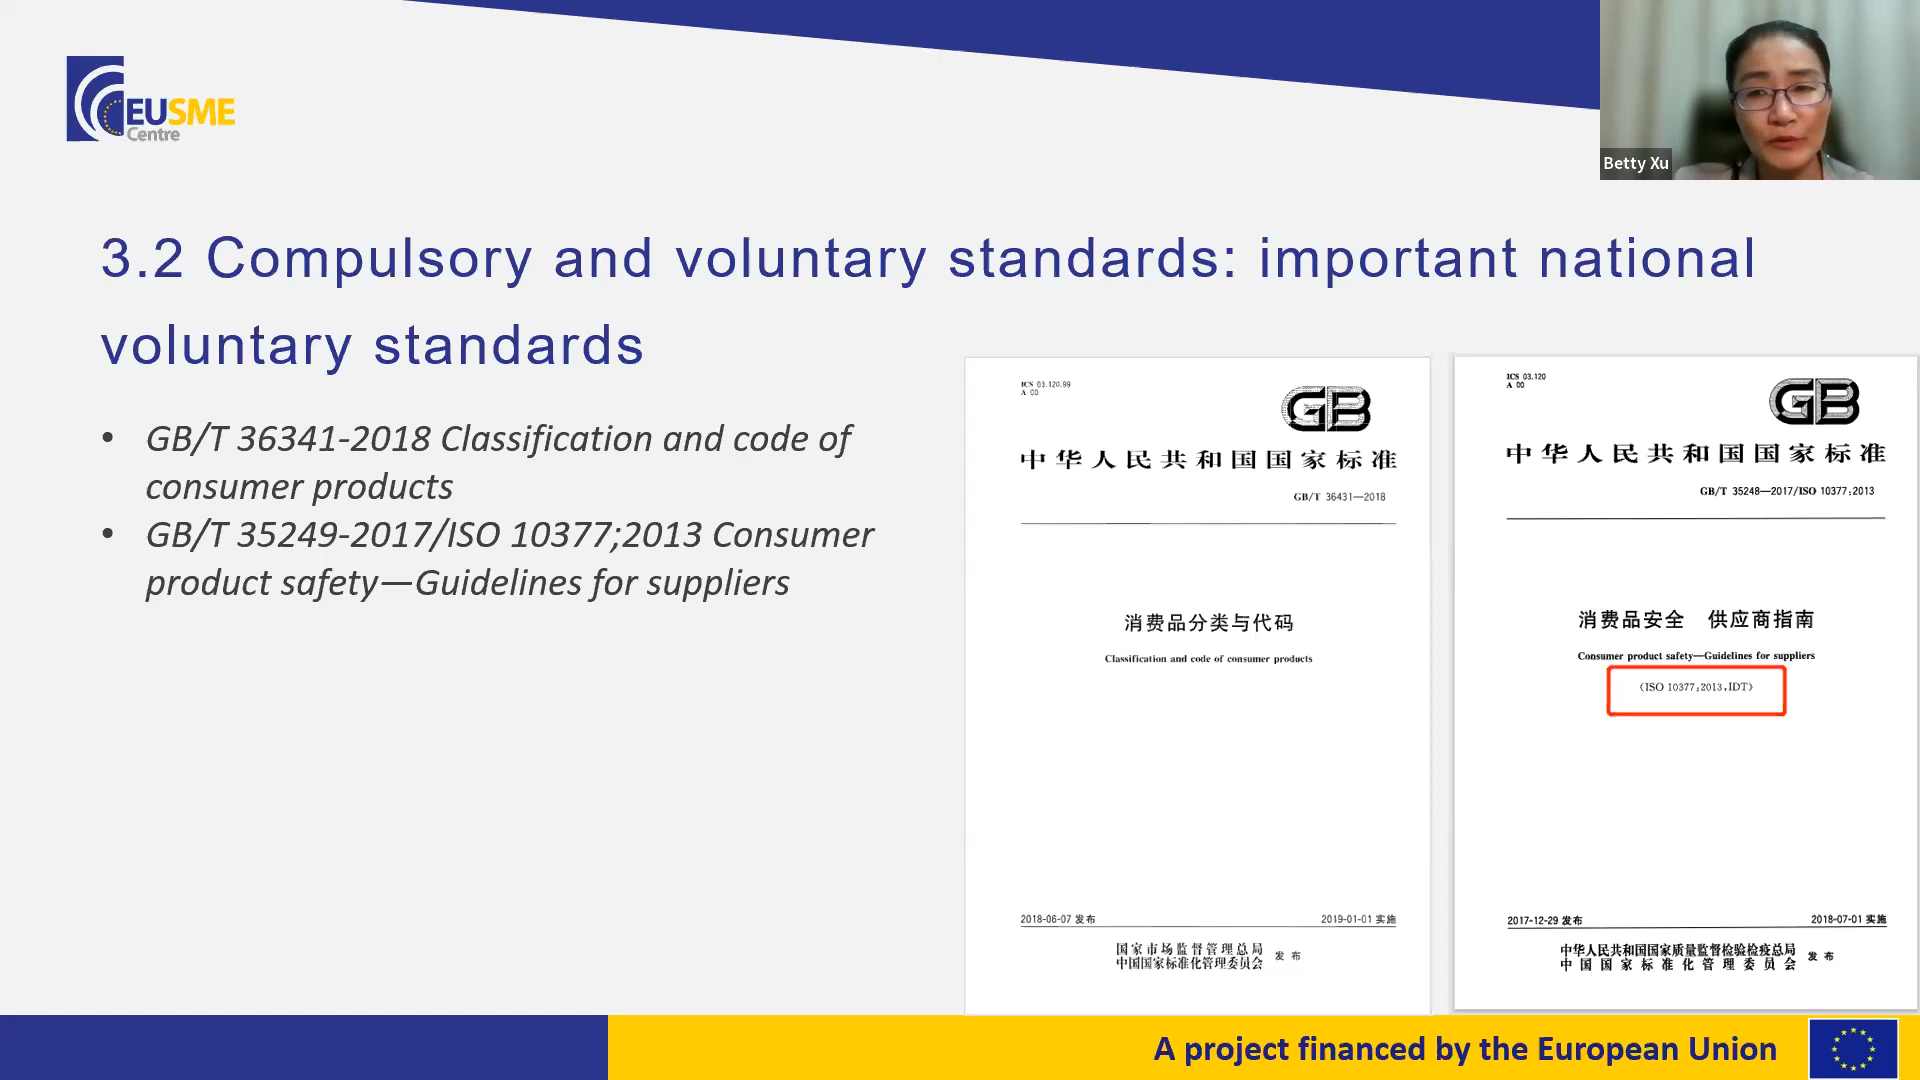 EUSME
Centre
Betty Xu
3.2 Compulsory and voluntary standards: important national
voluntary standards
• GB/T 36341-2018 Classification and code of
consumer products
• GB/T 35249-2017/ISO 10377;2013 Consumer
product safety—Guidelines for suppliers
ICS 03.120.99
A 00
GB
中华人民共和国国家标准
GB/T 36431—2018
消费品分类与代码
Classification and code of consumer products
2018-06-07 发布
2019-01-01 实施
国家市场监督管理总局
中国国家标准化管理委员会
发布
ICS 03.120
A 00
GB
中华人民共和国国家标准
GB/T 35248—2017/ISO 10377:2013
消费品安全 供应商指南
Consumer product safety—Guidelines for suppliers
(ISO 10377:2013,IDT)
2017-12-29 发布
2018-07-01 实施
中华人民共和国国家质量监督检验检疫总局
中国国家标准化管理委员会
发布
A project financed by the European Union